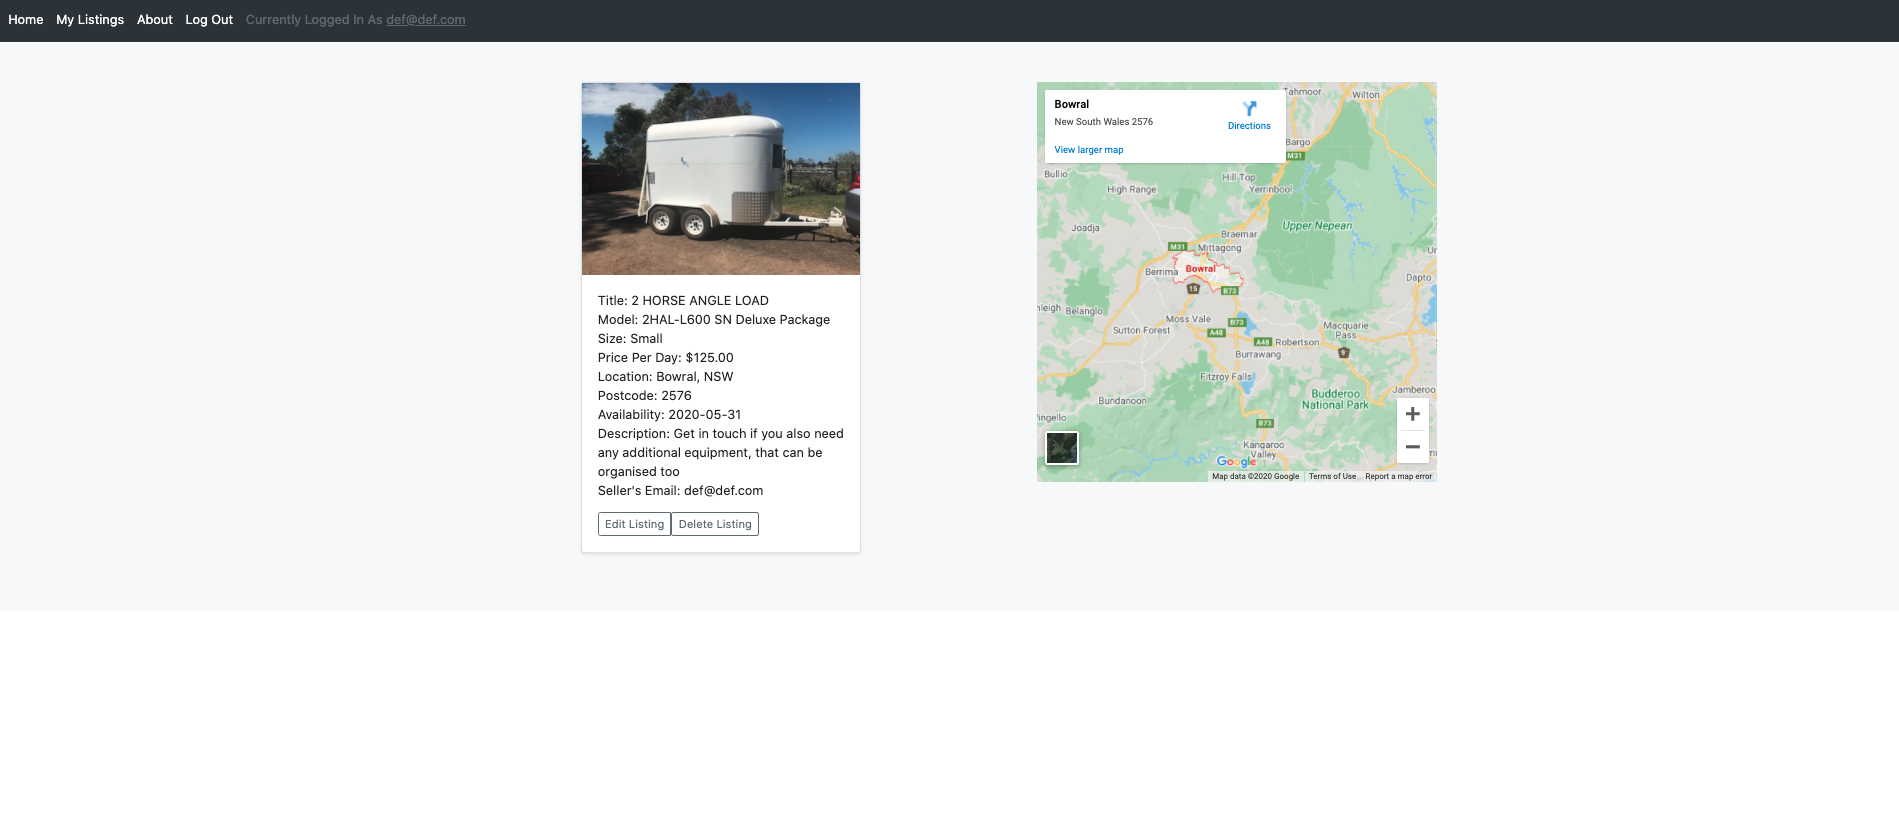 Home My Listings About Log Out Currently Logged In As def@def.com
Title: 2 HORSE ANGLE LOAD
Model: 2HAL-L600 SN Deluxe Package
Size: Small
Price Per Day: $125.00
Location: Bowral, NSW
Postcode: 2576
Availability: 2020-05-31
Description: Get in touch if you also need
any additional equipment, that can be
organised too
Seller's Email: def@def.com
Edit Listing Delete Listing
Bowral
New South Wales 2576
Directions
View larger map
Tahmoor
Wilton
Bargo
M31
Bullio
High Range
Hill Top
Yerrinbool
Joadja
Upper Nepean
Braemar
M31
Mittagong
Berrima
Bowral
Dapto
15
B73
Belanglo
Moss Vale
B73
Sutton Forest
A48
Macquarie
Pass
A48
Robertson
9
Burrawang
Fitzroy Falls
Budderoo
National Park
Jamberoo
Bundanoon
B73
Kangaroo
Valley
Google
Map data ©2020 Google Terms of Use Report a map error